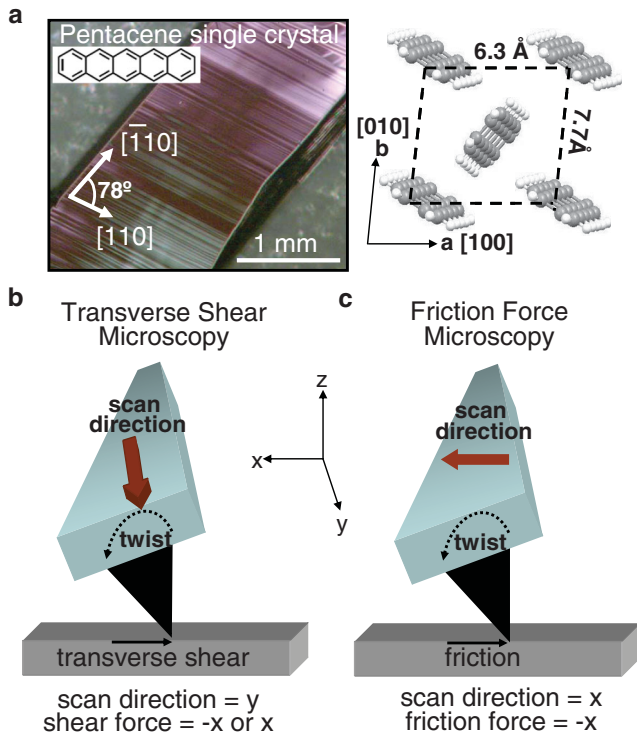 a
Pentacene single crystal
[1̅10]
78º
[110]
1 mm
6.3 Å
7.7Å
[010]
b
a [100]
b
Transverse Shear
Microscopy
scan
direction
twist
transverse shear
scan direction = y
shear force = -x or x
z
x
y
c
Friction Force
Microscopy
scan
direction
twist
friction
scan direction = x
friction force = -x